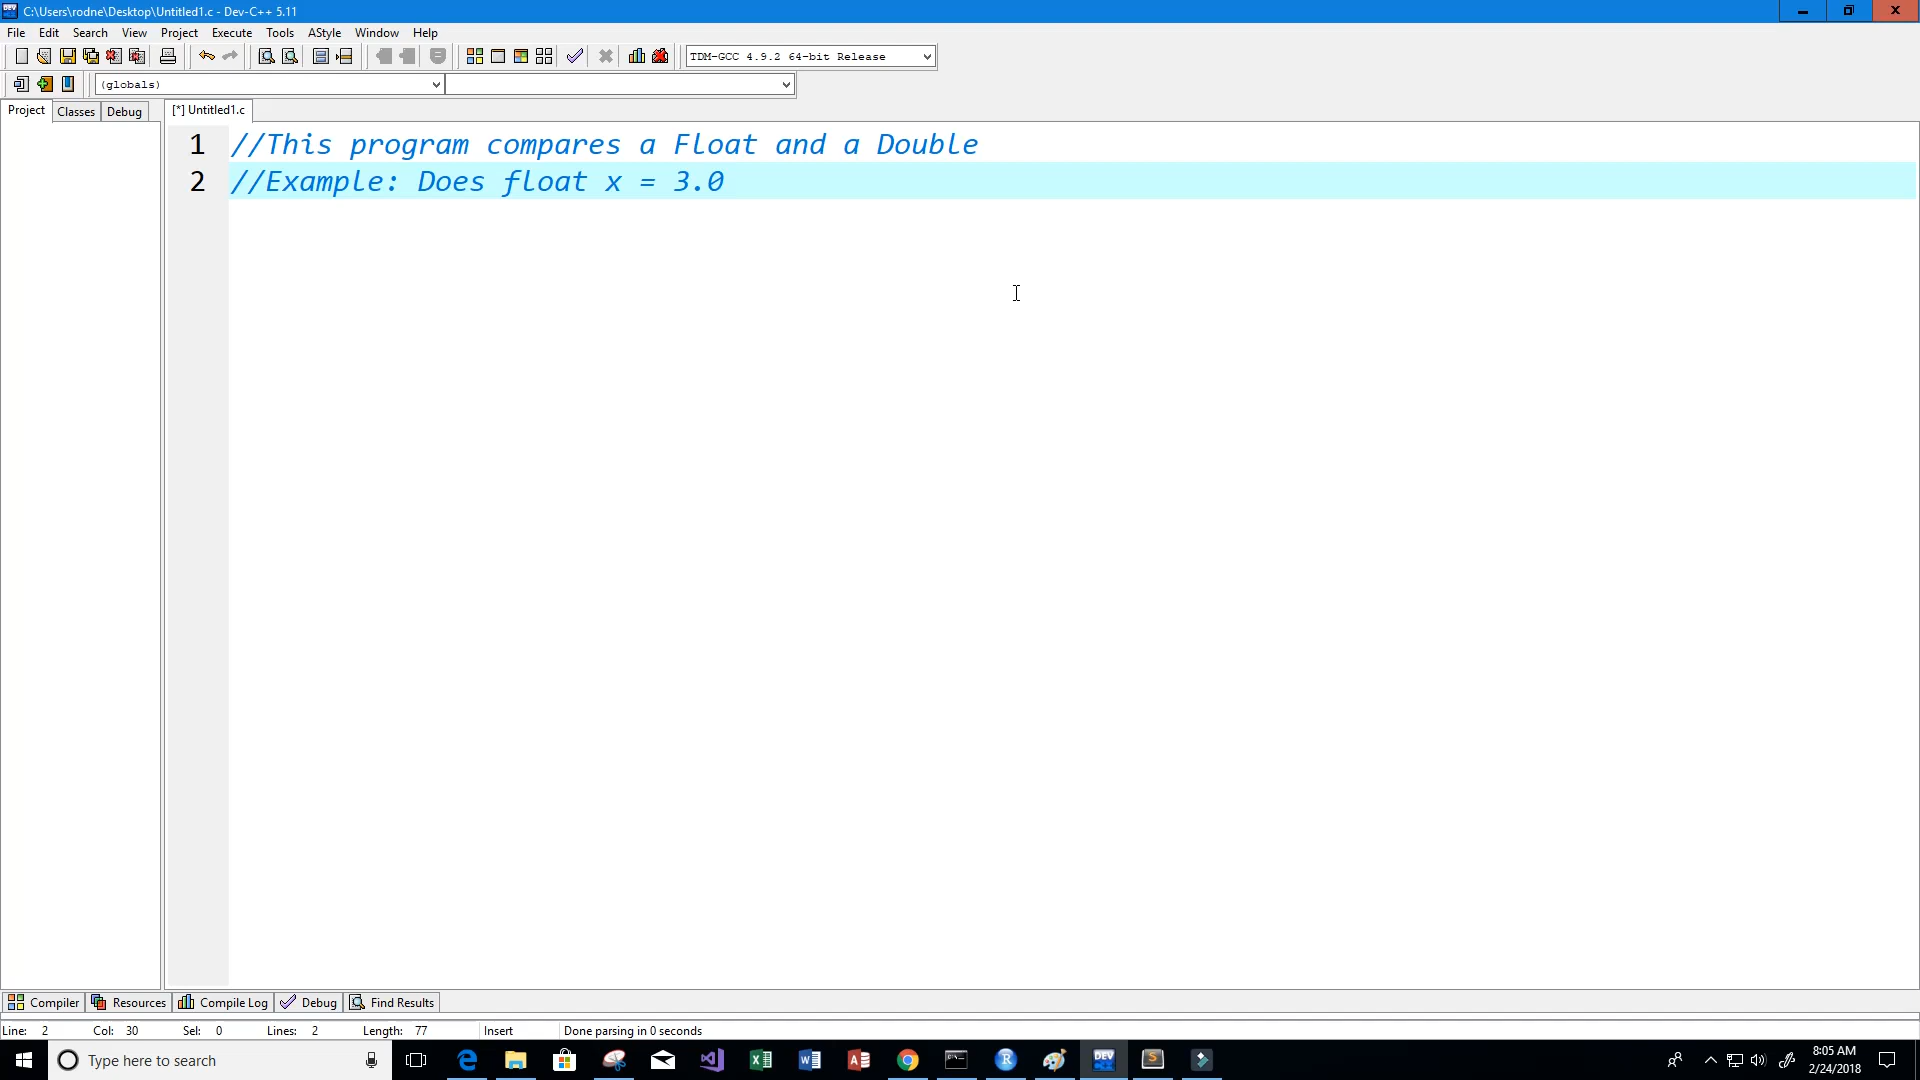 C:\Users\rodne\Desktop\Untitled1.c - Dev-C++ 5.11
File Edit Search View Project Execute Tools AStyle Window Help
TDM-GCC 4.9.2 64-bit Release
(globals)
Project Classes Debug [*] Untitled1.c
1 //This program compares a Float and a Double
2 //Example: Does float x = 3.0
Compiler Resources Compile Log Debug Find Results
Line: 2 Col: 30 Sel: 0 Lines: 2 Length: 77 Insert Done parsing in 0 seconds
Type here to search
8:05 AM
2/24/2018